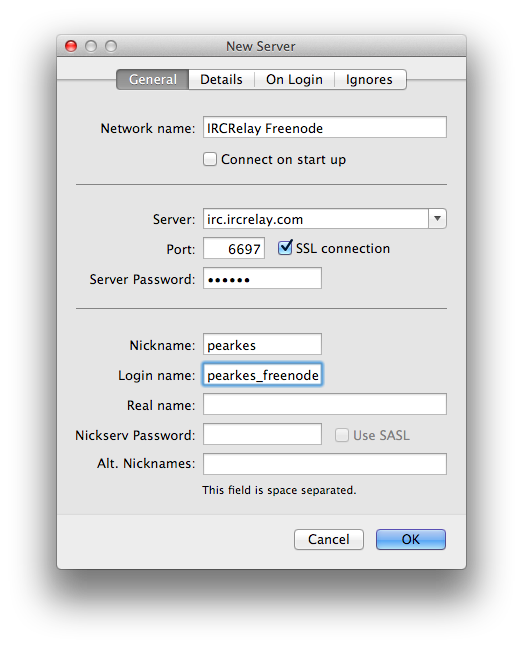 New Server
General Details On Login Ignores
Network name: IRCRelay Freenode
Connect on start up
Server: irc.ircrelay.com
Port: 6697 SSL connection
Server Password: ••••••
Nickname: pearkes
Login name: pearkes_freenode
Real name:
Nickserv Password: Use SASL
Alt. Nicknames:
This field is space separated.
Cancel OK